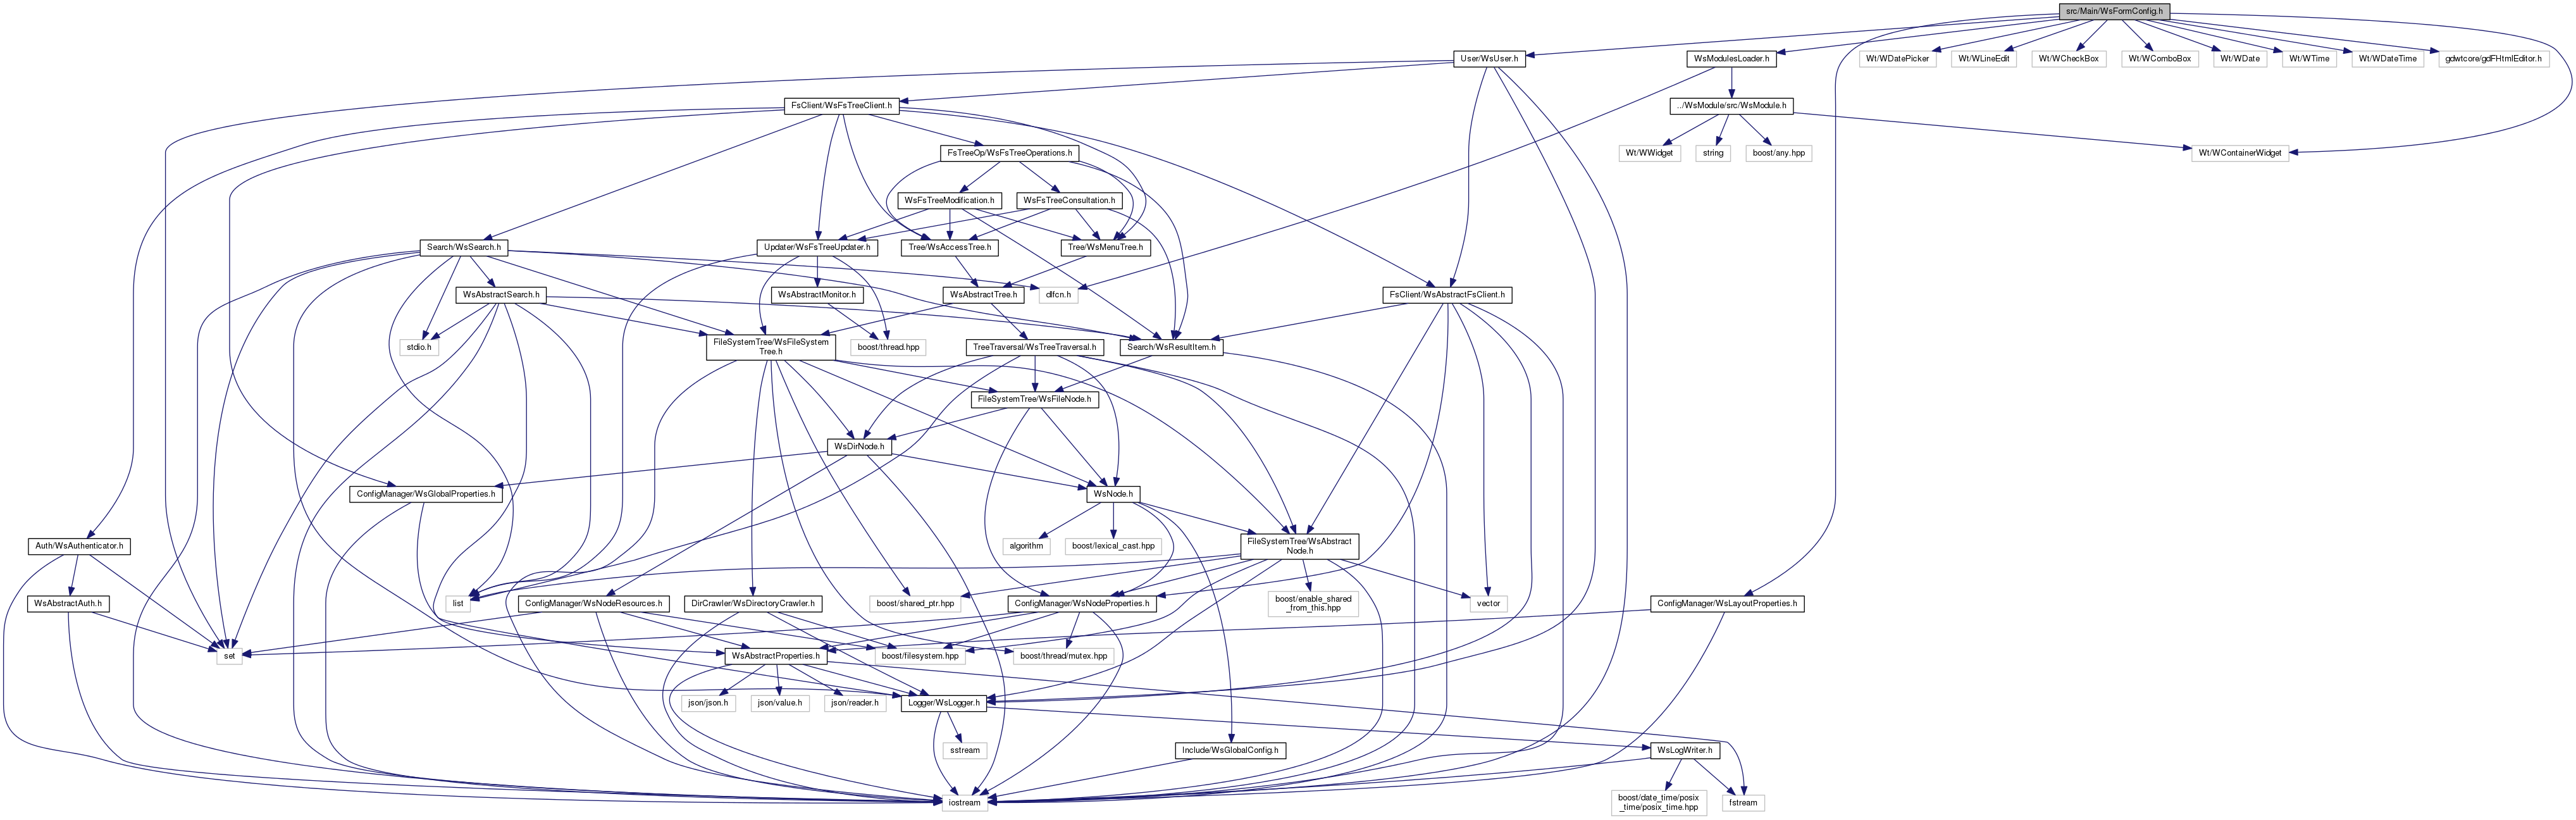 src/Main/WsFormConfig.h
User/WsUser.h
WsModulesLoader.h
Wt/WDatePicker
Wt/WLineEdit
Wt/WCheckBox
Wt/WComboBox
Wt/WDate
Wt/WTime
Wt/WDateTime
gdwtcore/gdFHtmlEditor.h
FsClient/WsFsTreeClient.h
../WsModule/src/WsModule.h
FsTreeOp/WsFsTreeOperations.h
Wt/WWidget
string
boost/any.hpp
Wt/WContainerWidget
WsFsTreeModification.h
WsFsTreeConsultation.h
Search/WsSearch.h
Updater/WsFsTreeUpdater.h
Tree/WsAccessTree.h
Tree/WsMenuTree.h
WsAbstractSearch.h
WsAbstractMonitor.h
WsAbstractTree.h
dlfcn.h
FsClient/WsAbstractFsClient.h
stdio.h
FileSystemTree/WsFileSystem
Tree.h
boost/thread.hpp
TreeTraversal/WsTreeTraversal.h
Search/WsResultItem.h
FileSystemTree/WsFileNode.h
WsDirNode.h
ConfigManager/WsGlobalProperties.h
WsNode.h
Auth/WsAuthenticator.h
algorithm
boost/lexical_cast.hpp
FileSystemTree/WsAbstract
Node.h
WsAbstractAuth.h
list
ConfigManager/WsNodeResources.h
DirCrawler/WsDirectoryCrawler.h
boost/shared_ptr.hpp
ConfigManager/WsNodeProperties.h
boost/enable_shared
_from_this.hpp
vector
ConfigManager/WsLayoutProperties.h
set
WsAbstractProperties.h
boost/filesystem.hpp
boost/thread/mutex.hpp
json/json.h
json/value.h
json/reader.h
Logger/WsLogger.h
sstream
Include/WsGlobalConfig.h
WsLogWriter.h
iostream
boost/date_time/posix
_time/posix_time.hpp
fstream